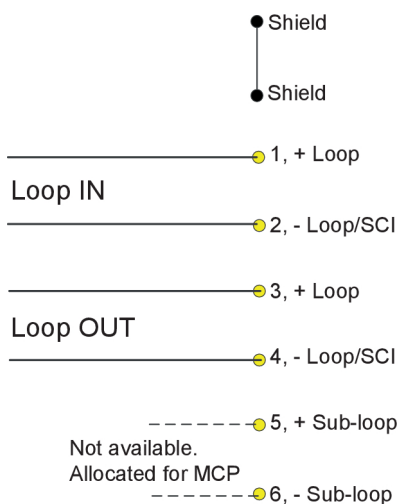 Shield
Shield
1, + Loop
Loop IN
2, - Loop/SCI
3, + Loop
Loop OUT
4, - Loop/SCI
5, + Sub-loop
Not available.
Allocated for MCP
6, - Sub-loop